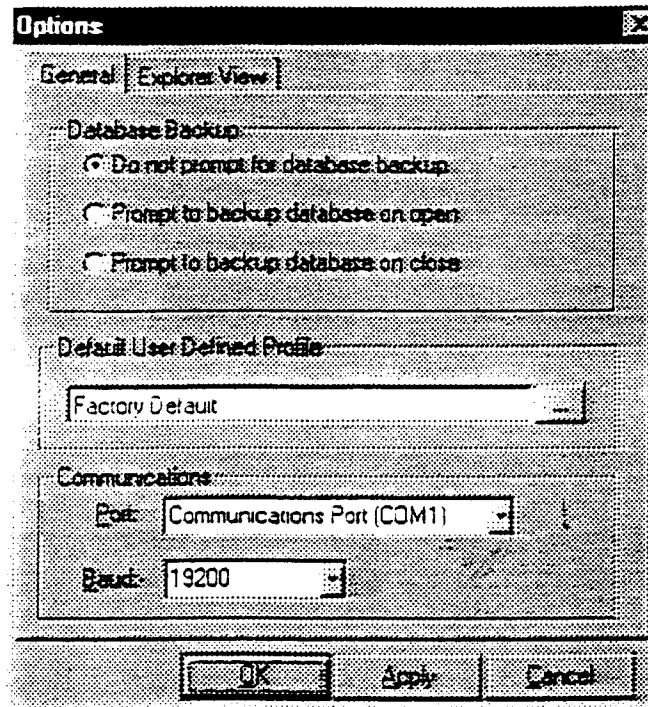 Options
General Explorer View
Database Backup
Do not prompt for database backup
Prompt to backup database on open
Prompt to backup database on close
Default User Defined Profile
Factory Default ...
Communications
Port: Communications Port (COM1)
Baud: 19200
OK Apply Cancel